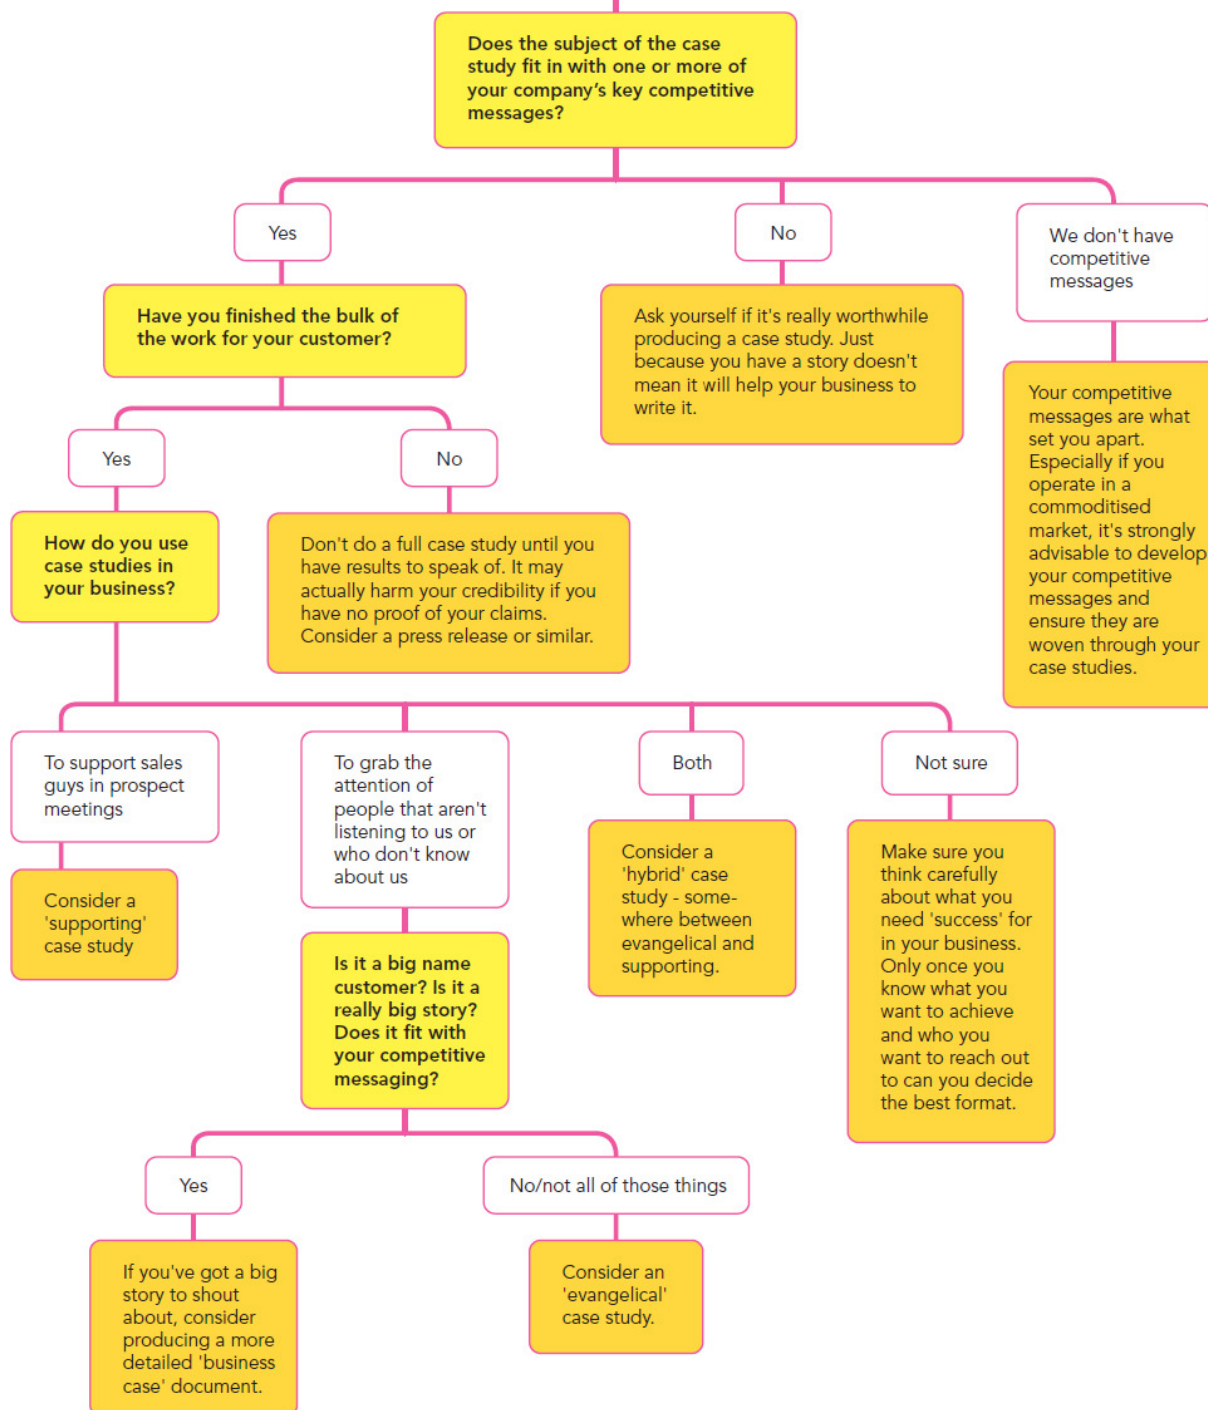 Does the subject of the case
study fit in with one or more of
your company's key competitive
messages?
Yes
No
We don't have
competitive
messages
Have you finished the bulk of
the work for your customer?
Ask yourself if it's really worthwhile
producing a case study. Just
because you have a story doesn't
mean it will help your business to
write it.
Your competitive
messages are what
set you apart.
Especially if you
operate in a
commoditised
market, it's strongly
advisable to develop
your competitive
messages and
ensure they are
woven through your
case studies.
Yes
No
How do you use
case studies in
your business?
Don't do a full case study until you
have results to speak of. It may
actually harm your credibility if you
have no proof of your claims.
Consider a press release or similar.
To support sales
guys in prospect
meetings
To grab the
attention of
people that aren't
listening to us or
who don't know
about us
Both
Not sure
Consider a
'supporting'
case study
Is it a big name
customer? Is it a
really big story?
Does it fit with
your competitive
messaging?
Consider a
'hybrid' case
study - some-
where between
evangelical and
supporting.
Make sure you
think carefully
about what you
need 'success' for
in your business.
Only once you
know what you
want to achieve
and who you
want to reach out
to can you decide
the best format.
Yes
No/not all of those things
If you've got a big
story to shout
about, consider
producing a more
detailed 'business
case' document.
Consider an
'evangelical'
case study.